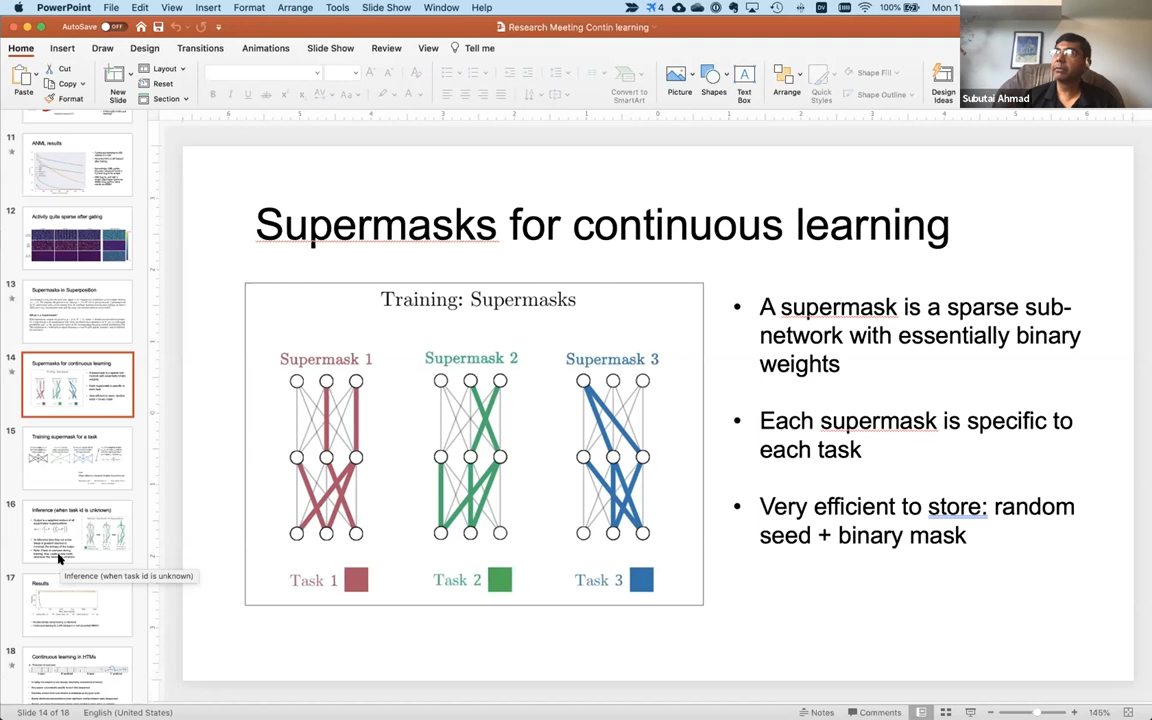 PowerPoint File Edit View Insert Format Arrange Tools Slide Show Window Help 4 100% Mon 1
AutoSave OFF Research Meeting Contin learning
Home Insert Draw Design Transitions Animations Slide Show Review View Tell me
Paste Cut Copy Format New Slide Layout Reset Section Convert to SmartArt Picture Shapes Text Box Arrange Quick Styles Shape Fill Shape Outline Design Ideas
Subutai Ahmad
11
ANML results
12
Activity quite sparse after gating
13
Supermasks in Superposition
14
Supermasks for continuous learning
15
Training supermask for a task
16
Inference (when task id is unknown)
Inference (when task id is unknown)
17
Results
18
Continuous learning in HTMs
Supermasks for continuous learning
Training: Supermasks
Supermask 1 Supermask 2 Supermask 3
Task 1 Task 2 Task 3
• A supermask is a sparse sub-
network with essentially binary
weights
• Each supermask is specific to
each task
• Very efficient to store: random
seed + binary mask
Slide 14 of 18 English (United States) Notes Comments 145%